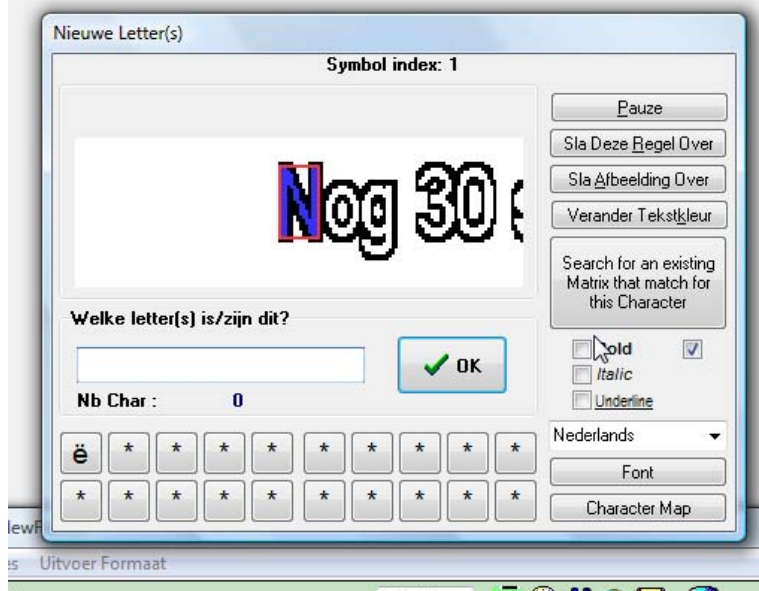 Nieuwe Letter(s)
Symbol index: 1
Nog 30
Pauze
Sla Deze Regel Over
Sla Afbeelding Over
Verander Tekstkleur
Search for an existing
Matrix that match for
this Character
Welke letter(s) is/zijn dit?
OK
Nb Char : 0
Italic
Underline
Nederlands
ë * * * * * * * * *
* * * * * * * * * *
Font
Character Map
Uitvoer Formaat